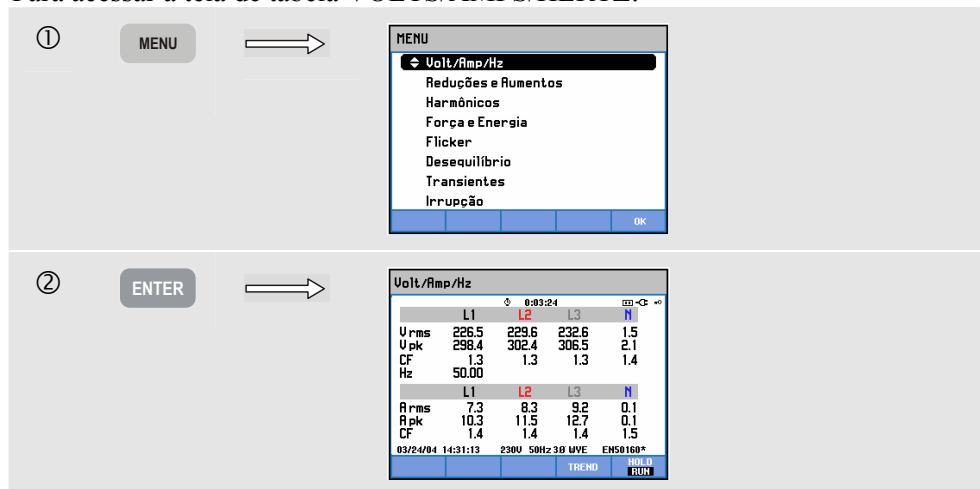 Para acessar a tela de tabela VOLTS/AMPS/HERTZ:
① MENU
MENU
Volt/Amp/Hz
Reduções e Aumentos
Harmônicos
Força e Energia
Flicker
Desequilíbrio
Transientes
Irrupção
OK
② ENTER
Volt/Amp/Hz
0:03:24
L1 L2 L3 N
V rms 226.5 229.6 232.6 1.5
V pk 298.4 302.4 306.5 2.1
CF 1.3 1.3 1.3 1.4
Hz 50.00
L1 L2 L3 N
A rms 7.3 8.3 9.2 0.1
A pk 10.3 11.5 12.7 0.1
CF 1.4 1.4 1.4 1.5
03/24/04 14:31:13 230V 50Hz 3Ø WYE EN50160*
TREND HOLD
RUN